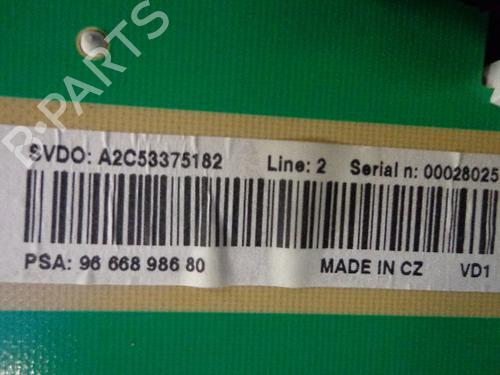 B-PARTS
SVDO: A2C53375182 Line: 2 Serial n: 00028025
PSA: 96 668 986 80 MADE IN CZ VD1